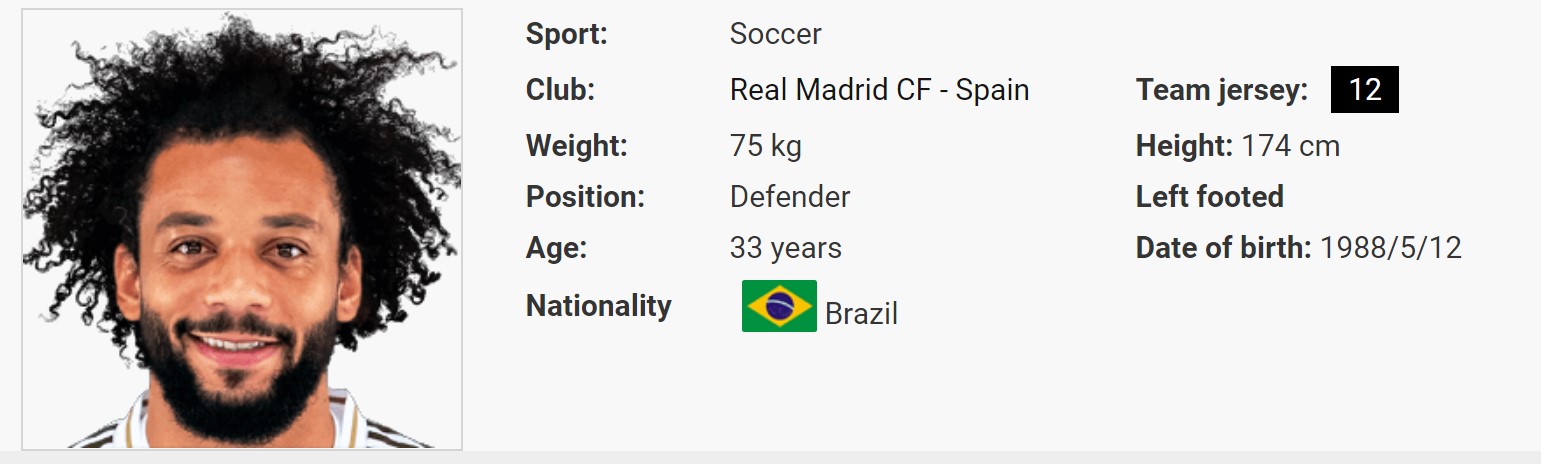 Sport: Soccer
Club: Real Madrid CF - Spain Team jersey: 12
Weight: 75 kg Height: 174 cm
Position: Defender Left footed
Age: 33 years Date of birth: 1988/5/12
Nationality Brazil